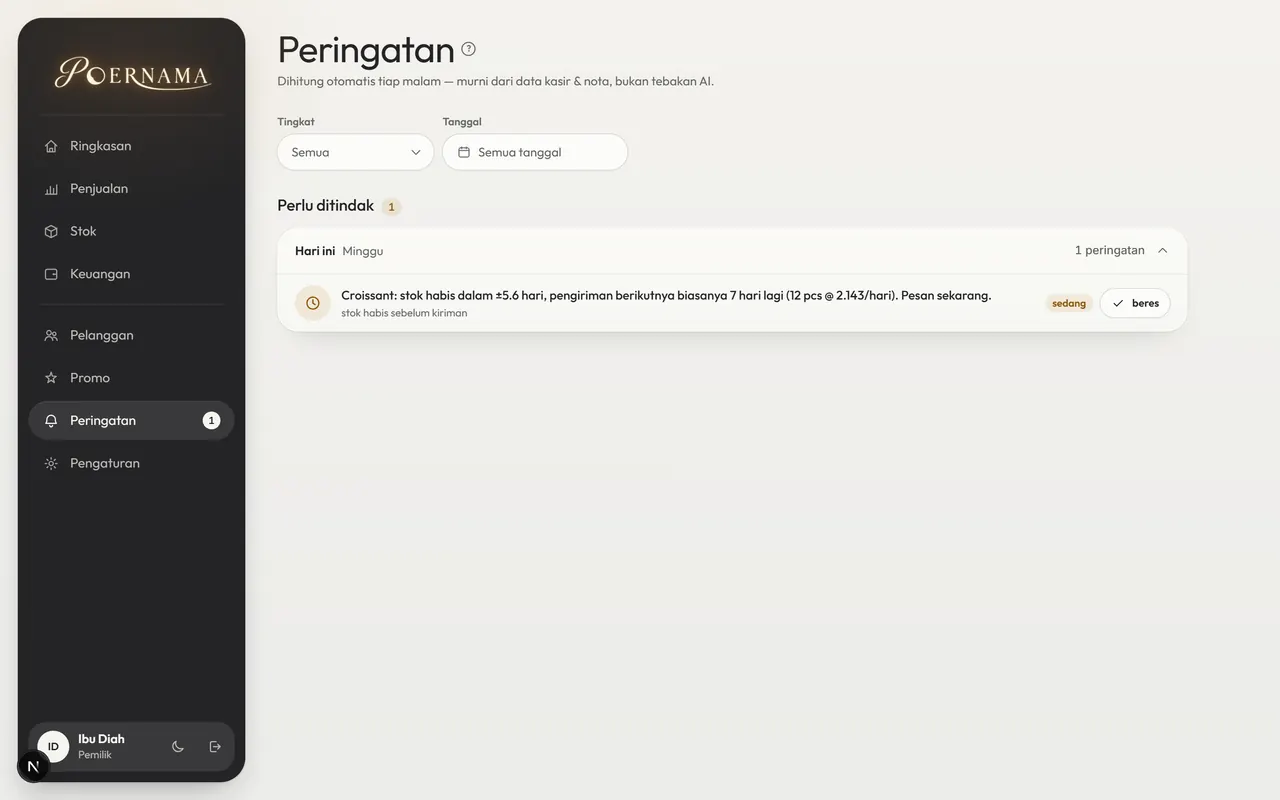 POERNAMA
Ringkasan
Penjualan
Stok
Keuangan
Pelanggan
Promo
Peringatan 1
Pengaturan
ID
Ibu Diah
Pemilik
N
Peringatan ?
Dihitung otomatis tiap malam — murni dari data kasir & nota, bukan tebakan AI.
Tingkat Tanggal
Semua Semua tanggal
Perlu ditindak 1
Hari ini Minggu 1 peringatan
Croissant: stok habis dalam ±5.6 hari, pengiriman berikutnya biasanya 7 hari lagi (12 pcs @ 2.143/hari). Pesan sekarang.
stok habis sebelum kiriman
sedang beres